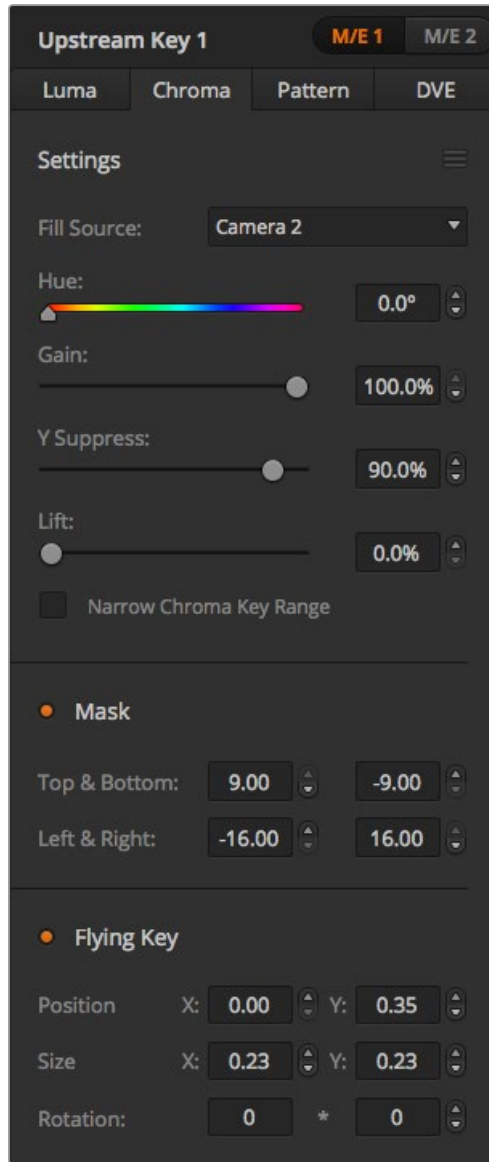 Upstream Key 1 M/E 1 M/E 2
Luma Chroma Pattern DVE
Settings
Fill Source: Camera 2
Hue:
0.0º
Gain:
100.0%
Y Suppress:
90.0%
Lift:
0.0%
Narrow Chroma Key Range
Mask
Top & Bottom: 9.00 -9.00
Left & Right: -16.00 16.00
Flying Key
Position X: 0.00 Y: 0.35
Size X: 0.23 Y: 0.23
Rotation: 0 * 0